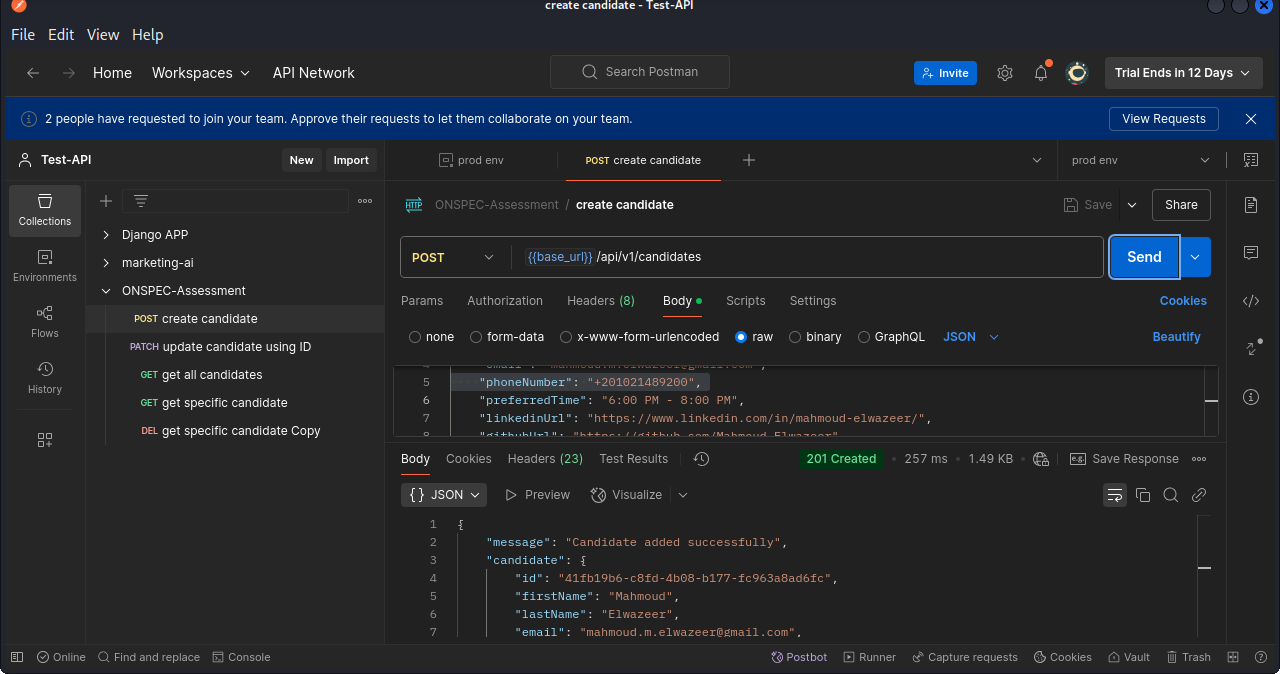 create candidate - Test-API
File Edit View Help
Home Workspaces API Network Search Postman Invite Trial Ends in 12 Days
2 people have requested to join your team. Approve their requests to let them collaborate on your team. View Requests
Test-API New Import prod env POST create candidate prod env
Collections
Environments
Flows
History
Django APP
marketing-ai
ONSPEC-Assessment
POST create candidate
PATCH update candidate using ID
GET get all candidates
GET get specific candidate
DEL get specific candidate Copy
HTTP ONSPEC-Assessment / create candidate Save Share
POST {{base_url}} /api/v1/candidates Send
Params Authorization Headers (8) Body Scripts Settings Cookies
none form-data x-www-form-urlencoded raw binary GraphQL JSON Beautify
5 "phoneNumber": "+201021489200",
6 "preferredTime": "6:00 PM - 8:00 PM",
7 "linkedinUrl": "https://www.linkedin.com/in/mahmoud-elwazeer/",
8 "githubUrl": "https://github.com/Mahmoud-Elwazeer"
Body Cookies Headers (23) Test Results 201 Created • 257 ms • 1.49 KB e.g. Save Response
{} JSON Preview Visualize
1 {
2 "message": "Candidate added successfully",
3 "candidate": {
4 "id": "41fb19b6-c8fd-4b08-b177-fc963a8ad6fc",
5 "firstName": "Mahmoud",
6 "lastName": "Elwazeer",
7 "email": "mahmoud.m.elwazeer@gmail.com",
Online Find and replace Console Postbot Runner Capture requests Cookies Vault Trash